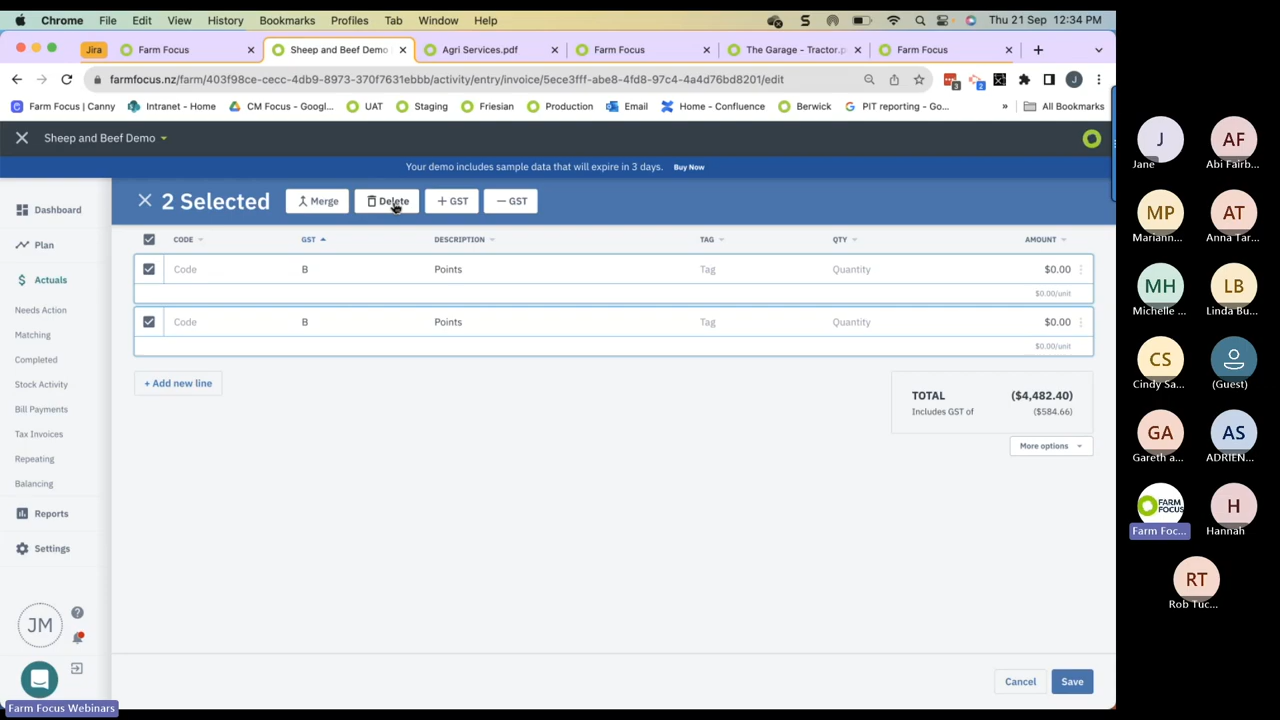 Chrome File Edit View History Bookmarks Profiles Tab Window Help Thu 21 Sep 12:34 PM
Jira Farm Focus Sheep and Beef Demo Agri Services.pdf Farm Focus The Garage - Tractor.p Farm Focus
farmfocus.nz/farm/403f98ce-cecc-4db9-8973-370f7631ebbb/activity/entry/invoice/5ece3fff-abe8-4fd8-97c4-4a4d76bd8201/edit
Farm Focus | Canny Intranet - Home CM Focus - Googl... UAT Staging Friesian Production Email Home - Confluence Berwick PIT reporting - Go... » All Bookmarks
Sheep and Beef Demo
Your demo includes sample data that will expire in 3 days. Buy Now
2 Selected Merge Delete + GST — GST
Dashboard
Plan
Actuals
Needs Action
Matching
Completed
Stock Activity
Bill Payments
Tax Invoices
Repeating
Balancing
Reports
Settings
JM
CODE GST DESCRIPTION TAG QTY AMOUNT
Code B Points Tag Quantity $0.00
$0.00/unit
Code B Points Tag Quantity $0.00
$0.00/unit
+ Add new line
TOTAL ($4,482.40)
Includes GST of ($584.66)
More options
Cancel Save
Farm Focus Webinars
J AF
Jane Abi Fairb...
MP AT
Mariann... Anna Tar...
MH LB
Michelle ... Linda Bu...
CS
Cindy Sa... (Guest)
GA AS
Gareth a... ADRIEN...
FARM FOCUS H
Farm Foc... Hannah
RT
Rob Tuc...